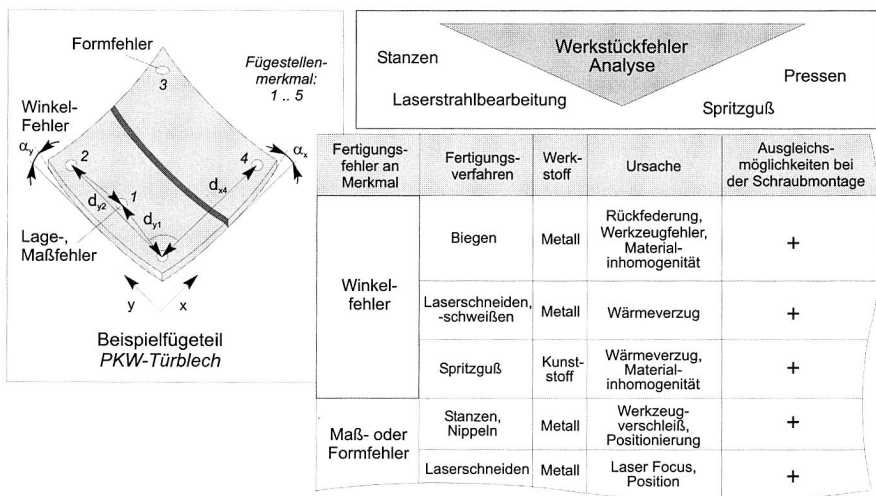 Formfehler
3
Fügestellen-
merkmal:
1 .. 5
Winkel-
Fehler
αy
2
4
αx
1
dy2
dy1
dx4
Lage-,
Maßfehler
y
x
Beispielfügeteil
PKW-Türblech
Stanzen
Werkstückfehler
Analyse
Pressen
Laserstrahlbearbeitung
Spritzguß
Fertigungs-
fehler an
Merkmal
Fertigungs-
verfahren
Werk-
stoff
Ursache
Ausgleichs-
möglichkeiten bei
der Schraubmontage
Winkel-
fehler
Biegen
Metall
Rückfederung,
Werkzeugfehler,
Material-
inhomogenität
+
Laserschneiden,
-schweißen
Metall
Wärmeverzug
+
Spritzguß
Kunst-
stoff
Wärmeverzug,
Material-
inhomogenität
+
Maß- oder
Formfehler
Stanzen,
Nippeln
Metall
Werkzeug-
verschleiß,
Positionierung
+
Laserschneiden
Metall
Laser Focus,
Position
+